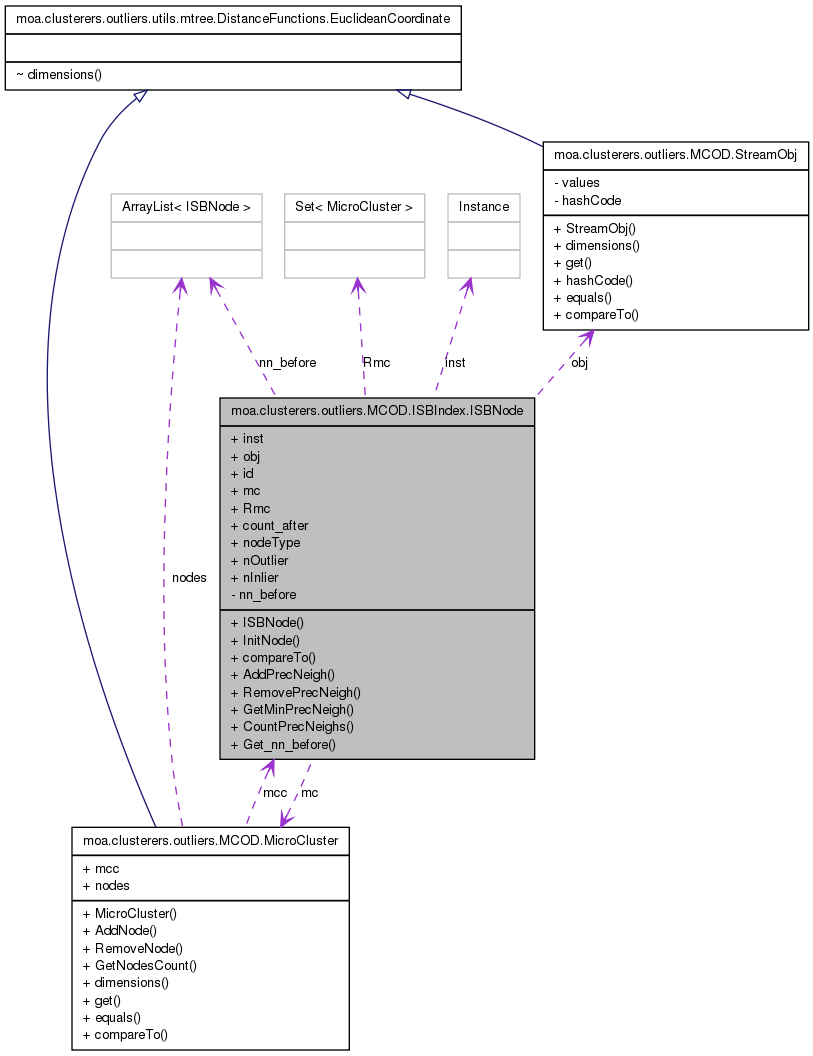 moa.clusterers.outliers.utils.mtree.DistanceFunctions.EuclideanCoordinate
~ dimensions()
moa.clusterers.outliers.MCOD.StreamObj
- values
- hashCode
+ StreamObj()
+ dimensions()
+ get()
+ hashCode()
+ equals()
+ compareTo()
ArrayList< ISBNode >
Set< MicroCluster >
Instance
nn_before
Rmc
inst
obj
moa.clusterers.outliers.MCOD.ISBIndex.ISBNode
+ inst
+ obj
+ id
+ mc
+ Rmc
+ count_after
+ nodeType
+ nOutlier
+ nInlier
- nn_before
+ ISBNode()
+ InitNode()
+ compareTo()
+ AddPrecNeigh()
+ RemovePrecNeigh()
+ GetMinPrecNeigh()
+ CountPrecNeighs()
+ Get_nn_before()
nodes
mcc
mc
moa.clusterers.outliers.MCOD.MicroCluster
+ mcc
+ nodes
+ MicroCluster()
+ AddNode()
+ RemoveNode()
+ GetNodesCount()
+ dimensions()
+ get()
+ equals()
+ compareTo()